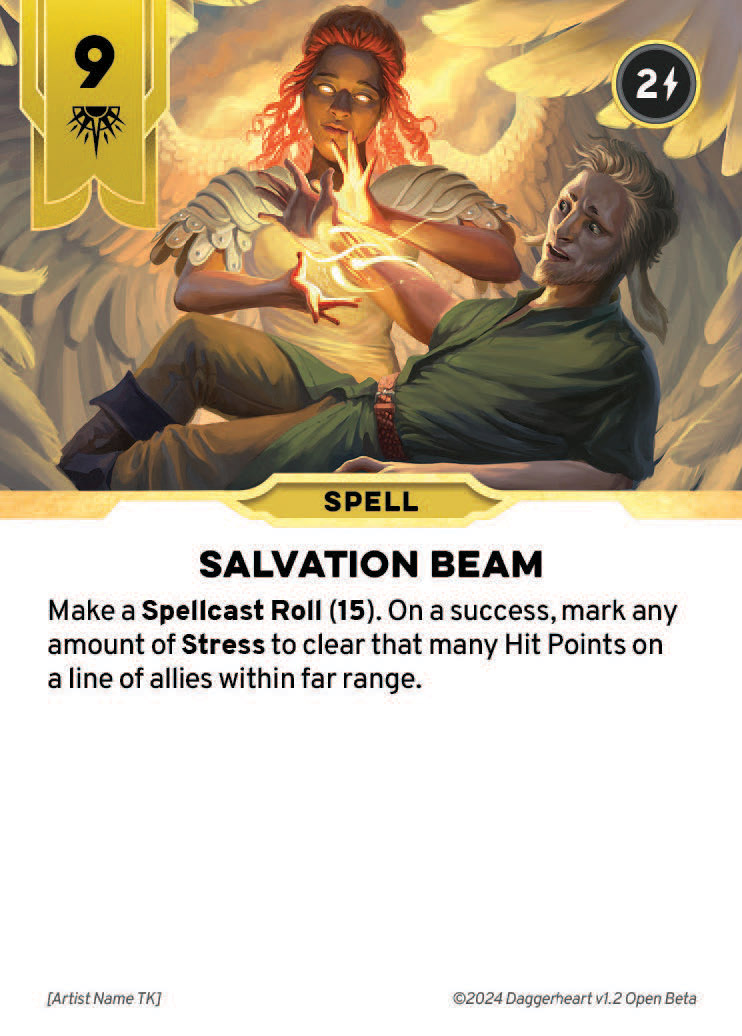 9
2
SPELL
SALVATION BEAM
Make a Spellcast Roll (15). On a success, mark any
amount of Stress to clear that many Hit Points on
a line of allies within far range.
[Artist Name TK]
©2024 Daggerheart v1.2 Open Beta